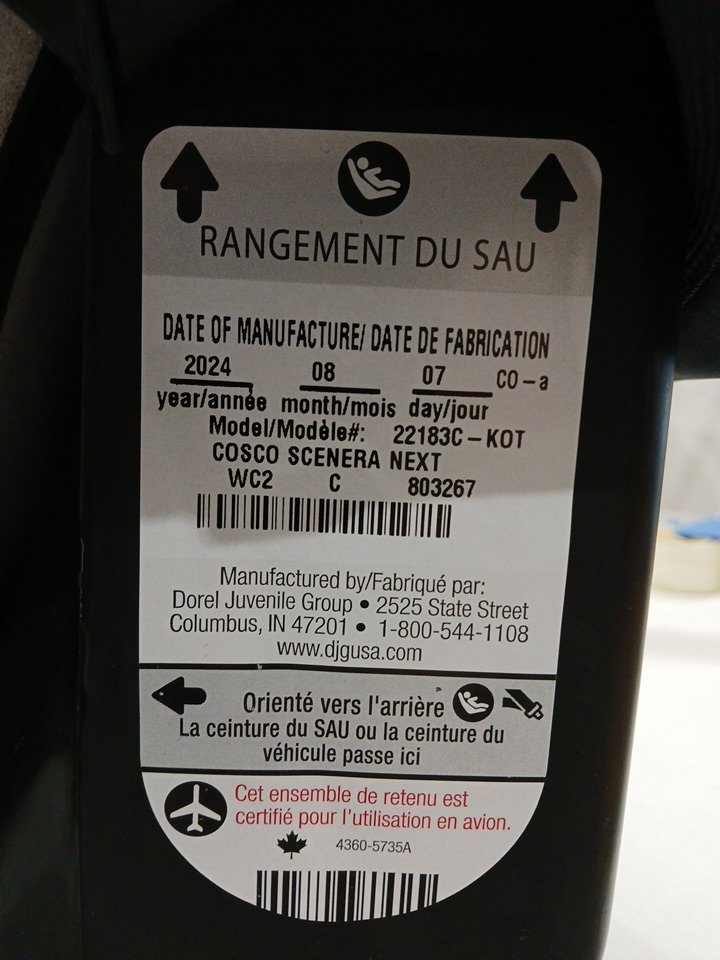 RANGEMENT DU SAU
DATE OF MANUFACTURE/ DATE DE FABRICATION
2024 08 07 CO-a
year/année month/mois day/jour
Model/Modèle#: 22183C-KOT
COSCO SCENERA NEXT
WC2 C 803267
Manufactured by/Fabriqué par:
Dorel Juvenile Group • 2525 State Street
Columbus, IN 47201 • 1-800-544-1108
www.djgusa.com
Orienté vers l'arrière
La ceinture du SAU ou la ceinture du
véhicule passe ici
Cet ensemble de retenu est
certifié pour l'utilisation en avion.
4360-5735A